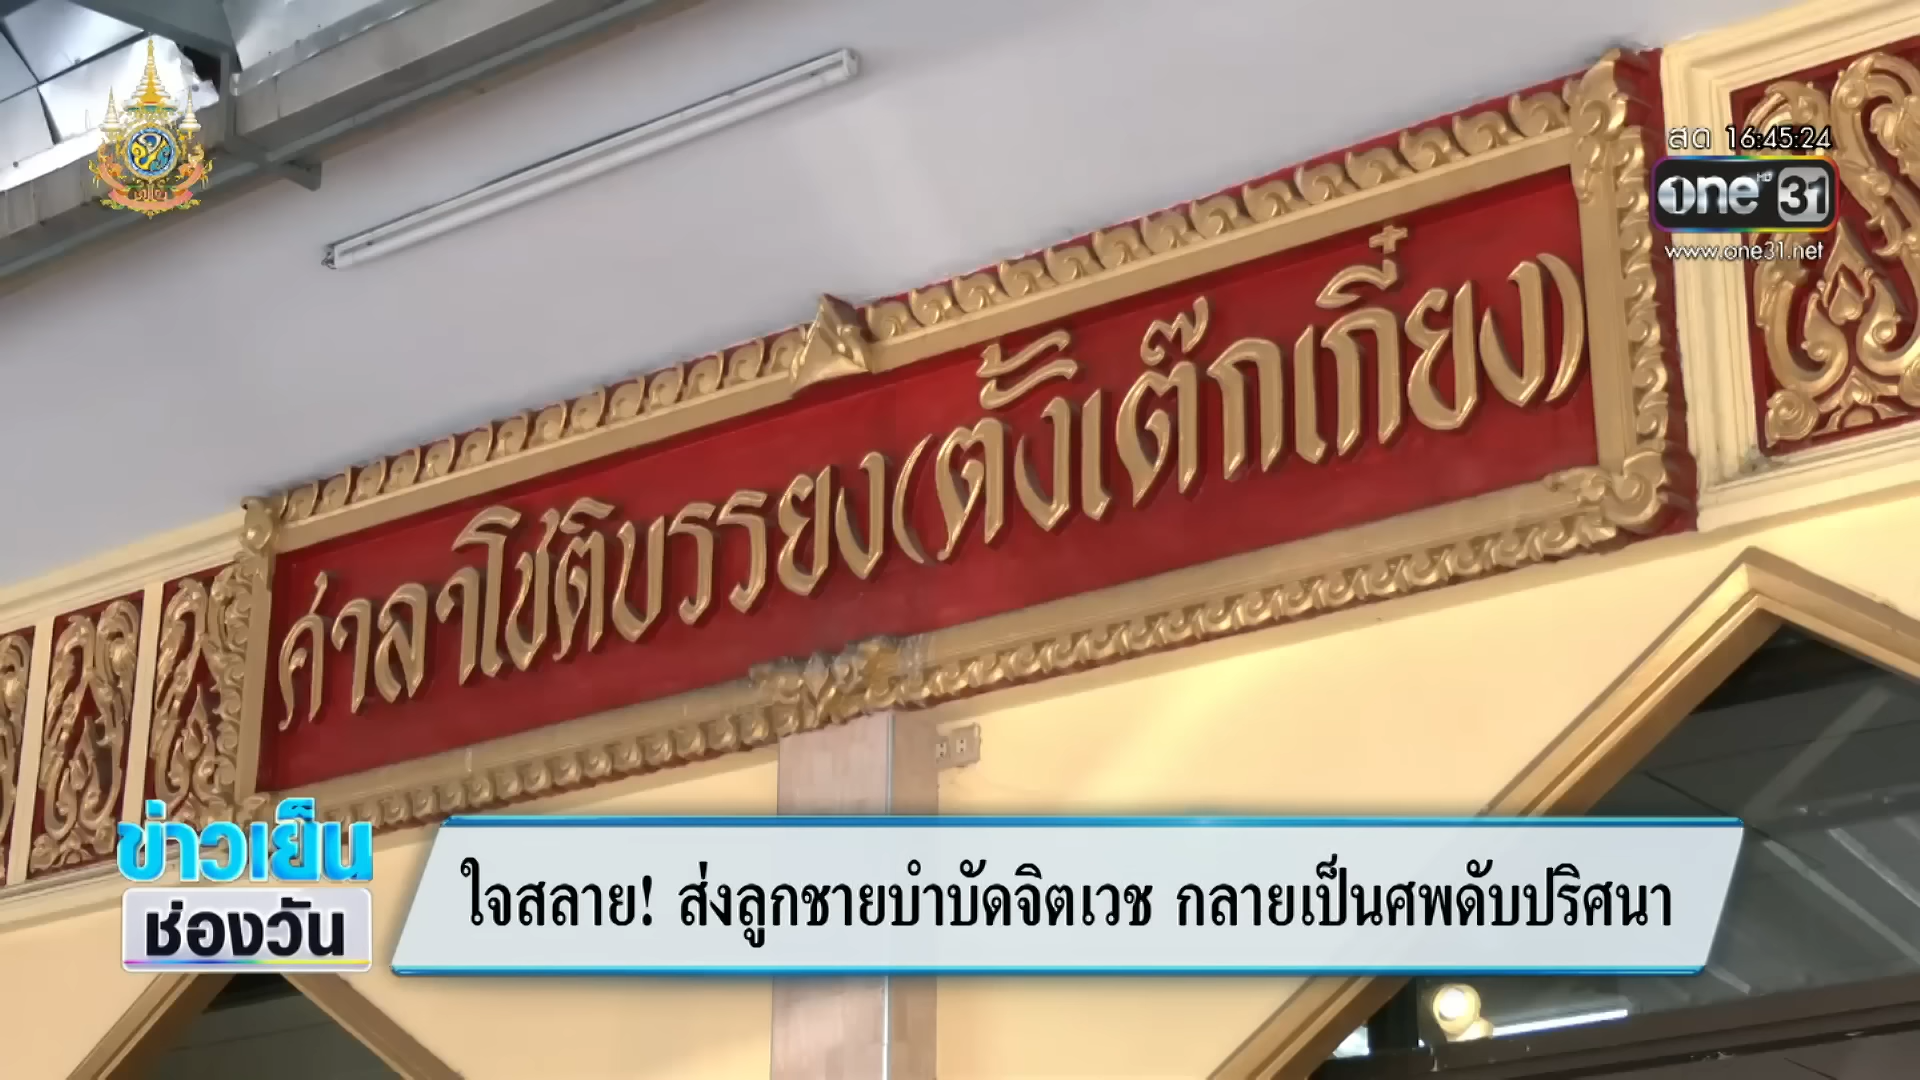 สด 16:45:24
one HD 31
www.one31.net
ศาลาโชติบรรยง(ตั้งเต๊กเกี๋ยง)
ข่าวเย็น
ช่องวัน
ใจสลาย! ส่งลูกชายบำบัดจิตเวช กลายเป็นศพดับปริศนา